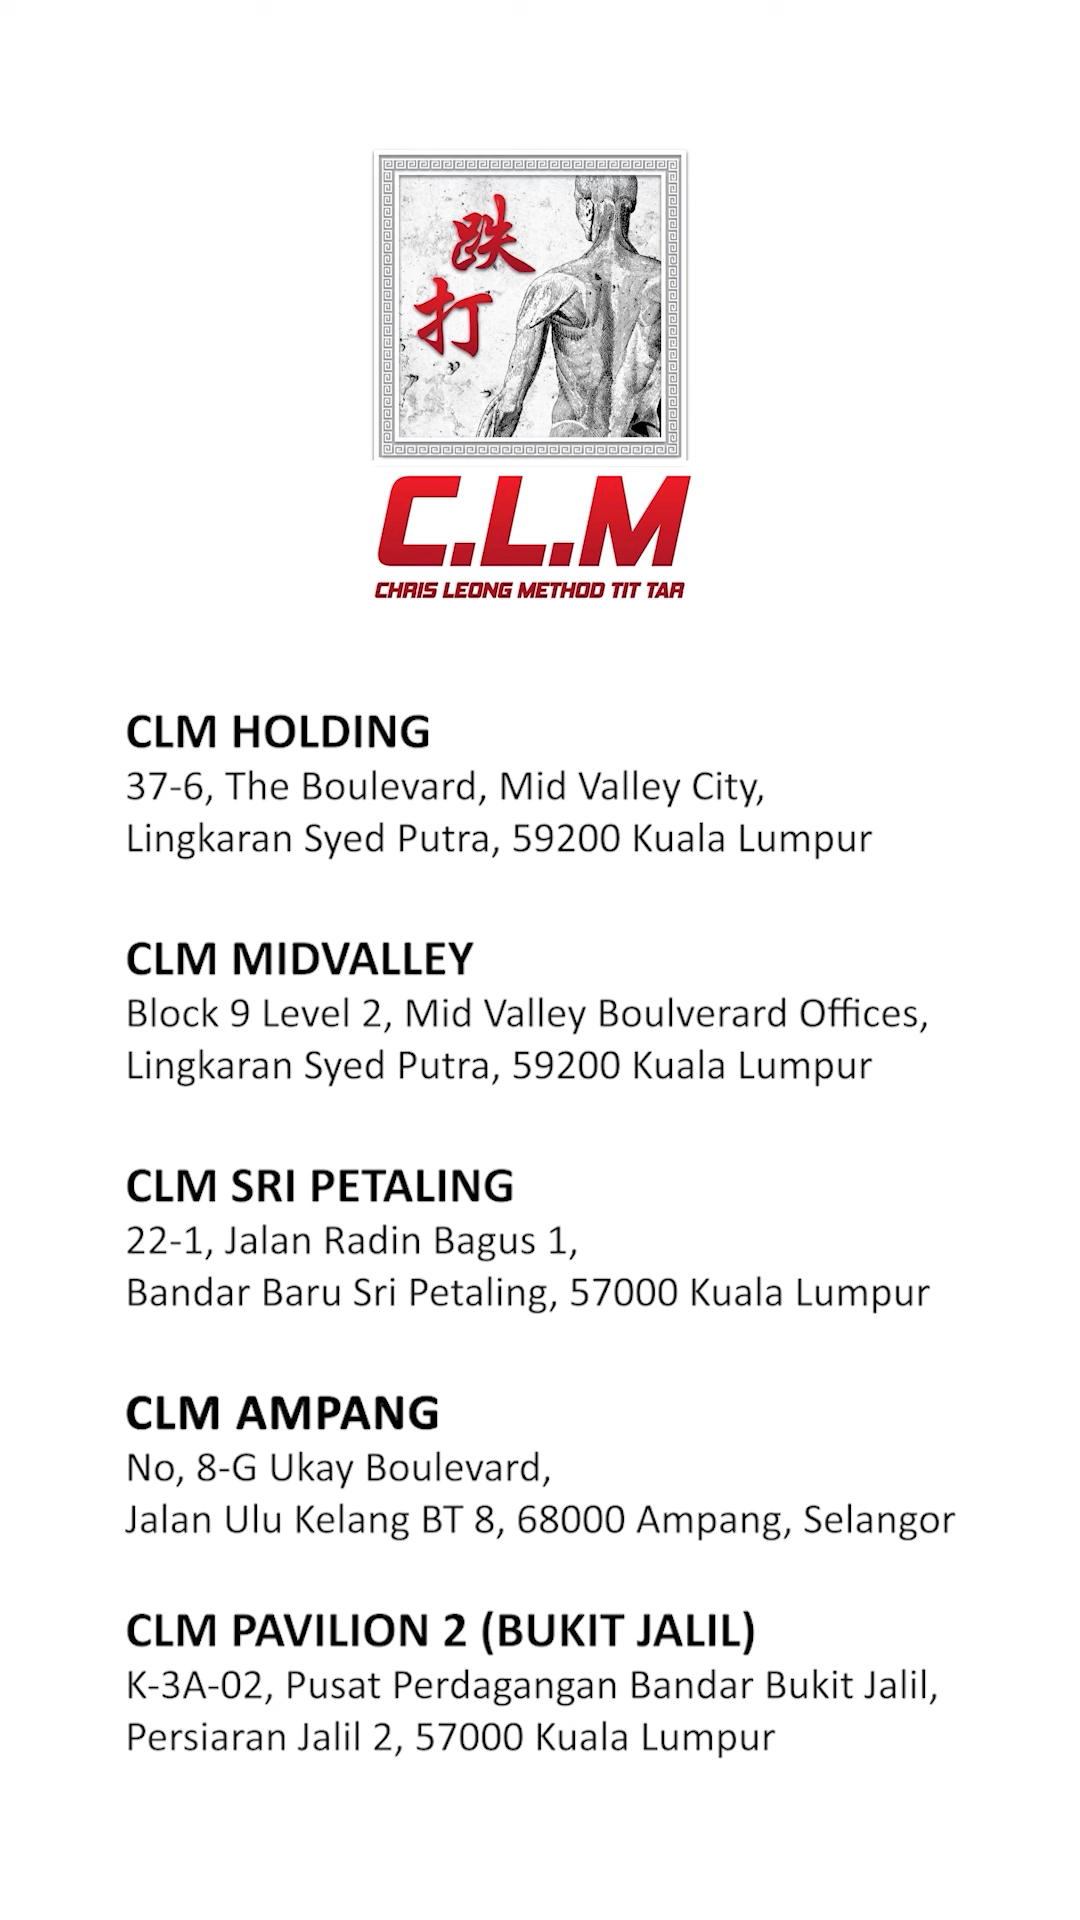 跌
打
C.L.M
CHRIS LEONG METHOD TIT TAR
CLM HOLDING
37-6, The Boulevard, Mid Valley City,
Lingkaran Syed Putra, 59200 Kuala Lumpur
CLM MIDVALLEY
Block 9 Level 2, Mid Valley Boulverard Offices,
Lingkaran Syed Putra, 59200 Kuala Lumpur
CLM SRI PETALING
22-1, Jalan Radin Bagus 1,
Bandar Baru Sri Petaling, 57000 Kuala Lumpur
CLM AMPANG
No, 8-G Ukay Boulevard,
Jalan Ulu Kelang BT 8, 68000 Ampang, Selangor
CLM PAVILION 2 (BUKIT JALIL)
K-3A-02, Pusat Perdagangan Bandar Bukit Jalil,
Persiaran Jalil 2, 57000 Kuala Lumpur